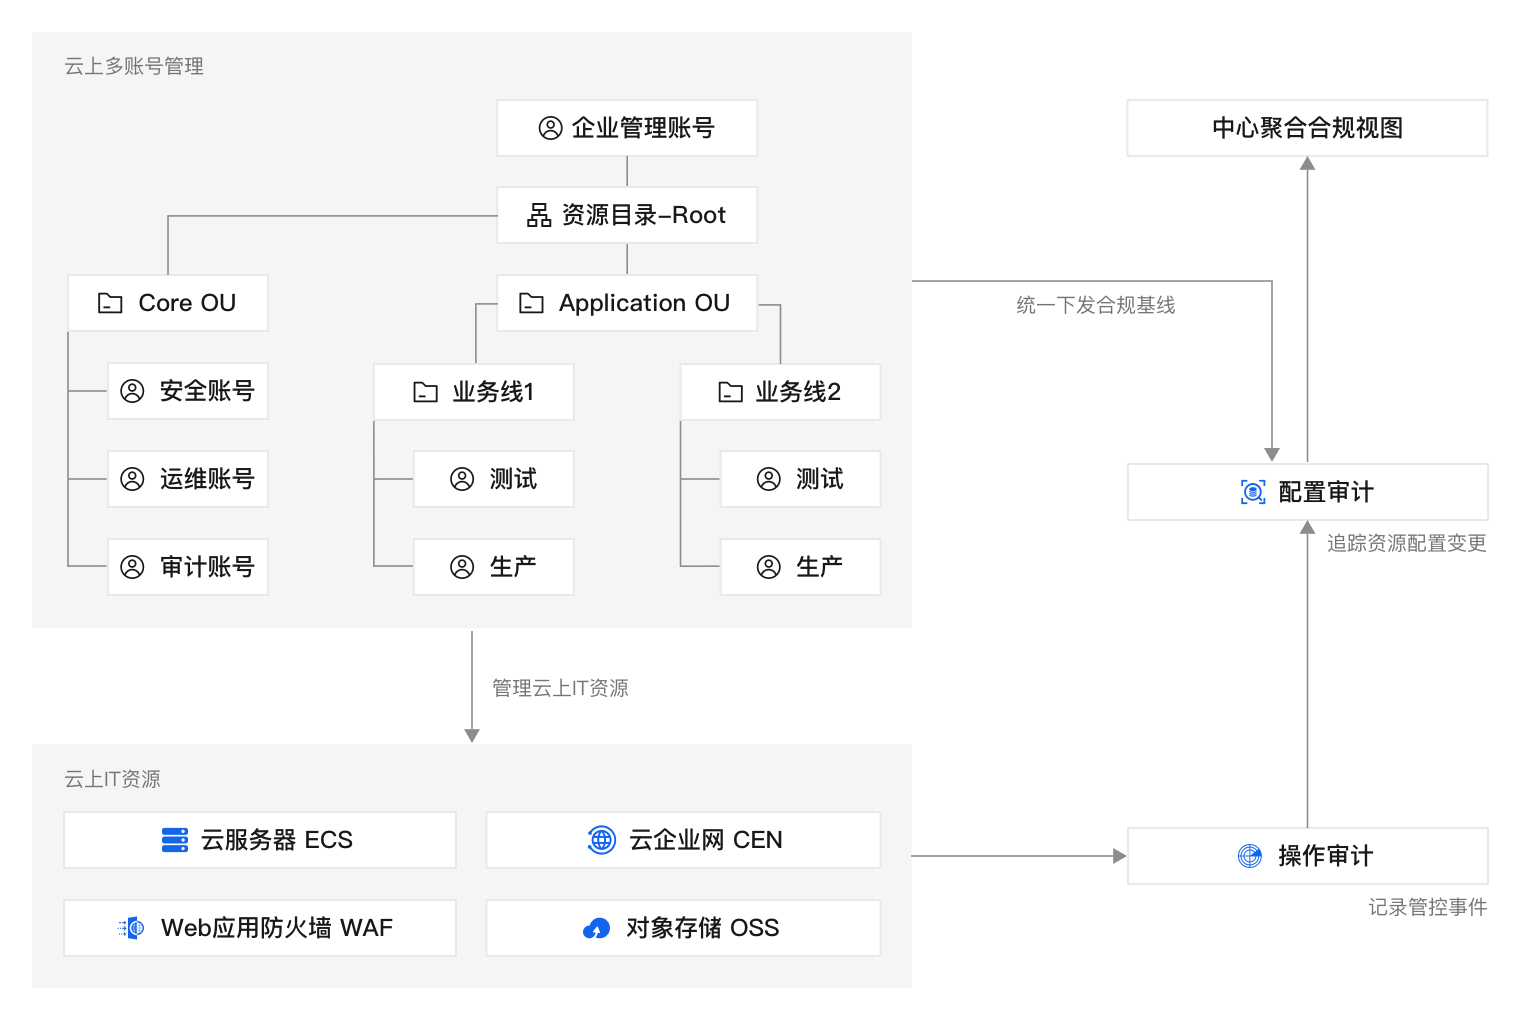 云上多账号管理
企业管理账号
中心聚合合规视图
资源目录-Root
Core OU
Application OU
统一下发合规基线
安全账号
业务线1
业务线2
运维账号
测试
测试
配置审计
追踪资源配置变更
审计账号
生产
生产
管理云上IT资源
云上IT资源
云服务器 ECS
云企业网 CEN
操作审计
记录管控事件
Web应用防火墙 WAF
对象存储 OSS